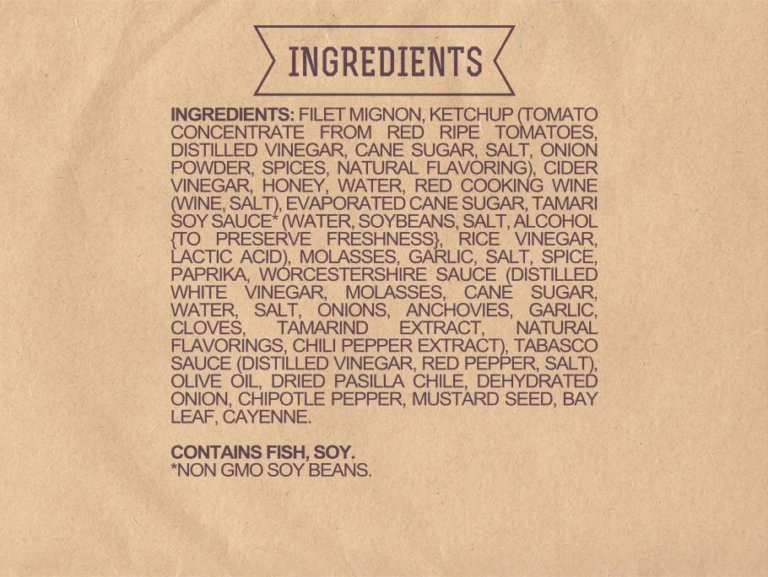 INGREDIENTS
INGREDIENTS: FILET MIGNON, KETCHUP (TOMATO
CONCENTRATE FROM RED RIPE TOMATOES,
DISTILLED VINEGAR, CANE SUGAR, SALT, ONION
POWDER, SPICES, NATURAL FLAVORING), CIDER
VINEGAR, HONEY, WATER, RED COOKING WINE
(WINE, SALT), EVAPORATED CANE SUGAR, TAMARI
SOY SAUCE* (WATER, SOYBEANS, SALT, ALCOHOL
{TO PRESERVE FRESHNESS}, RICE VINEGAR,
LACTIC ACID), MOLASSES, GARLIC, SALT, SPICE,
PAPRIKA, WORCESTERSHIRE SAUCE (DISTILLED
WHITE VINEGAR, MOLASSES, CANE SUGAR,
WATER, SALT, ONIONS, ANCHOVIES, GARLIC,
CLOVES, TAMARIND EXTRACT, NATURAL
FLAVORINGS, CHILI PEPPER EXTRACT), TABASCO
SAUCE (DISTILLED VINEGAR, RED PEPPER, SALT),
OLIVE OIL, DRIED PASILLA CHILE, DEHYDRATED
ONION, CHIPOTLE PEPPER, MUSTARD SEED, BAY
LEAF, CAYENNE.
CONTAINS FISH, SOY.
*NON GMO SOY BEANS.